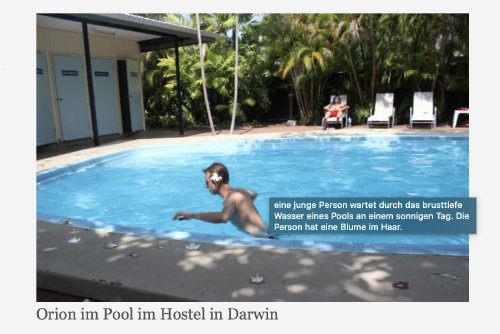 eine junge Person wartet durch das brusttiefe
Wasser eines Pools an einem sonnigen Tag. Die
Person hat eine Blume im Haar.
Orion im Pool im Hostel in Darwin